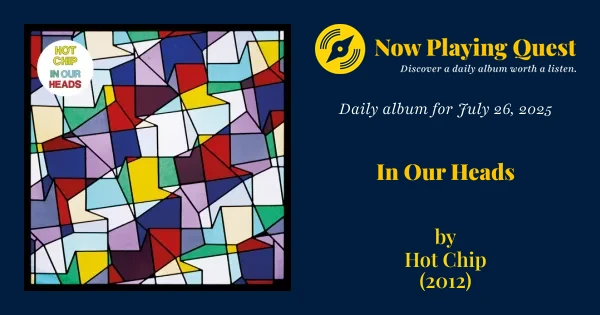 HOT
CHIP
IN OUR
HEADS
Now Playing Quest
Discover a daily album worth a listen.
Daily album for July 26, 2025
In Our Heads
by
Hot Chip
(2012)